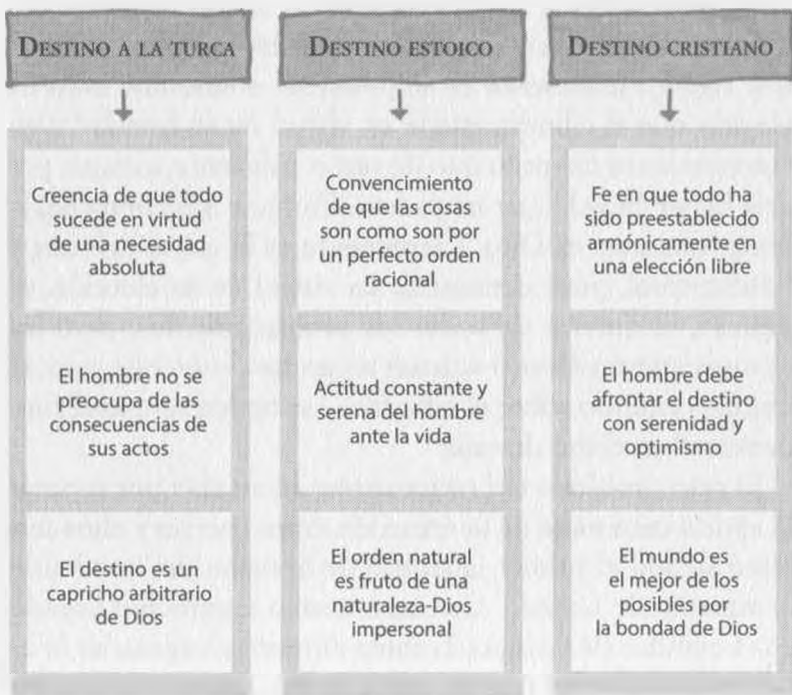 DESTINO A LA TURCA
Creencia de que todo
sucede en virtud
de una necesidad
absoluta
El hombre no se
preocupa de las
consecuencias de
sus actos
El destino es un
capricho arbitrario
de Dios
DESTINO ESTOICO
Convencimiento
de que las cosas
son como son por
un perfecto orden
racional
Actitud constante y
serena del hombre
ante la vida
El orden natural
es fruto de una
naturaleza-Dios
impersonal
DESTINO CRISTIANO
Fe en que todo ha
sido preestablecido
armónicamente en
una elección libre
El hombre debe
afrontar el destino
con serenidad y
optimismo
El mundo es
el mejor de los
posibles por
la bondad de Dios